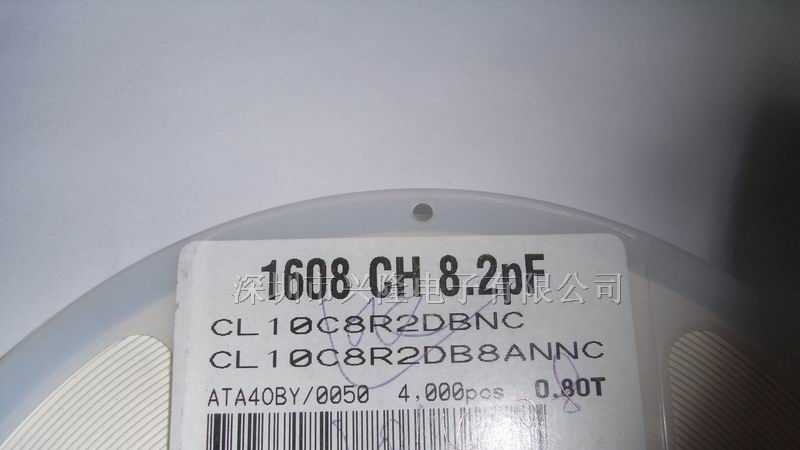 1608 CH 8.2pF
深圳市兴隆电子有限公司
CL10C8R2DBNC
CL10C8R2DB8ANNC
ATA4OBY/0050 4,000pcs 0.80T